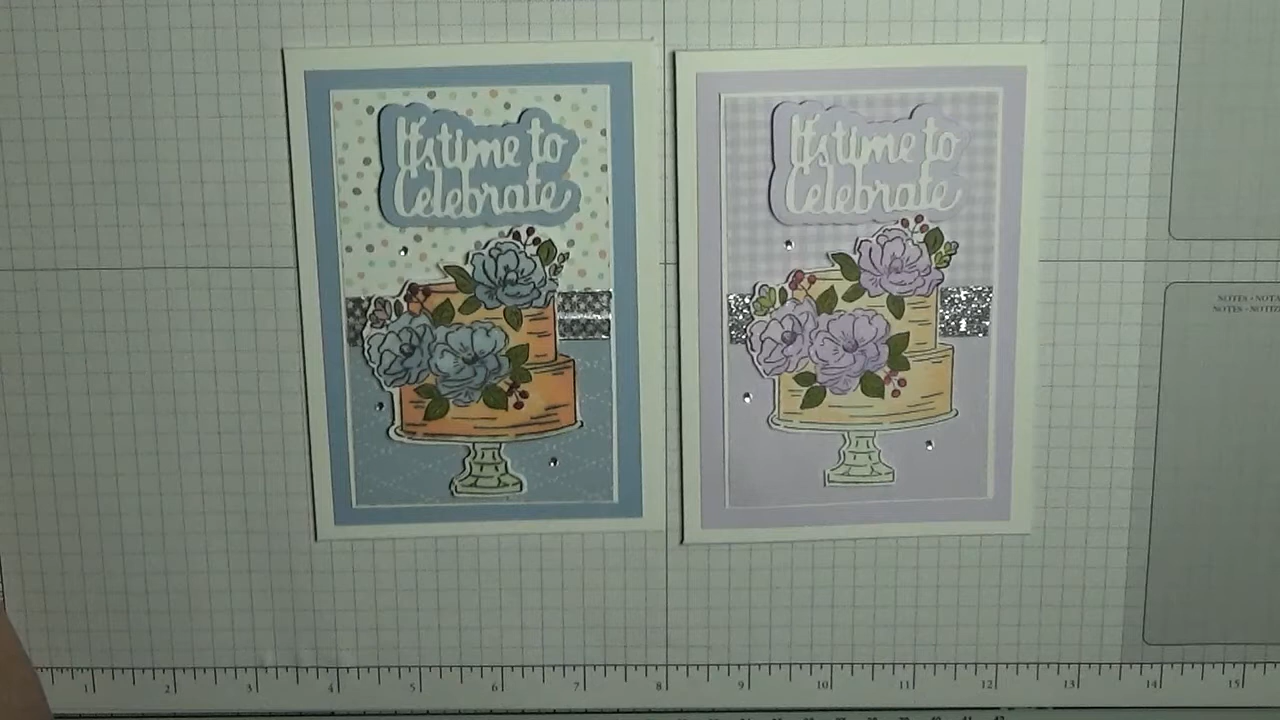 It's time to
Celebrate
It's time to
Celebrate
NOTES • NOTA
NOTES • NOTIZ
1 2 3 4 5 6 7 8 9 10 11 12 13 14 15